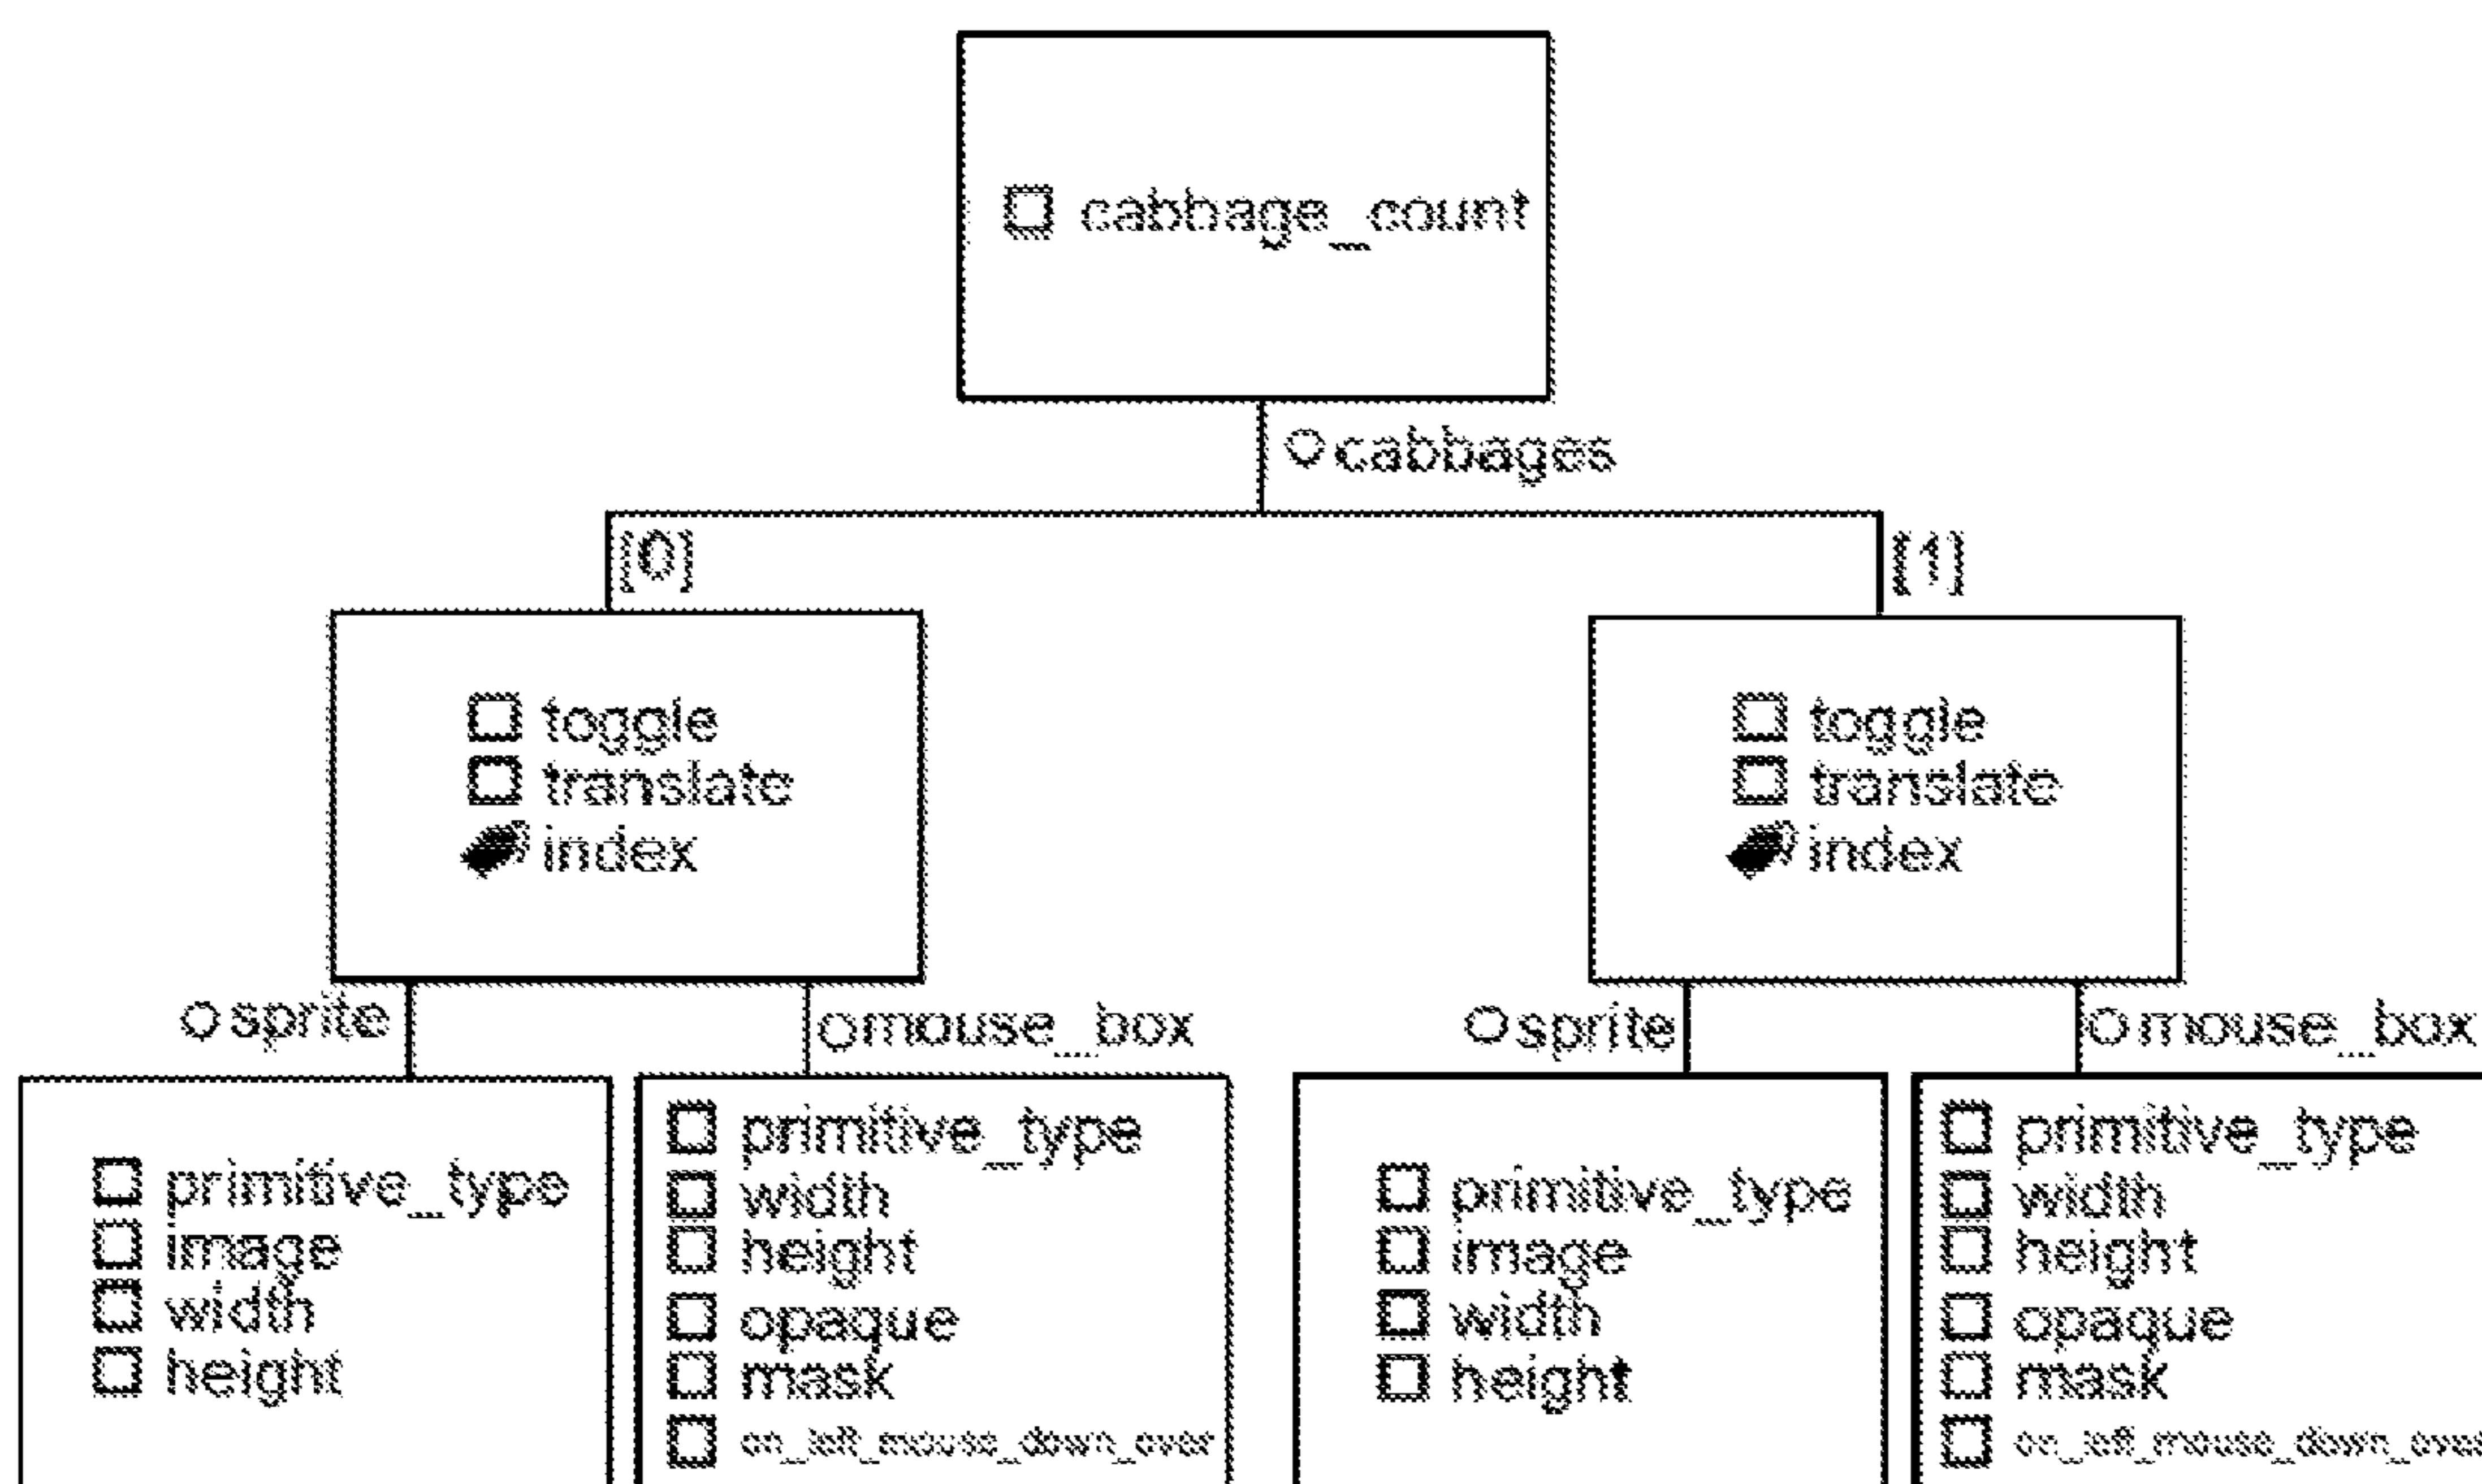 cabbage_count
cabbages
[0]
[1]
toggle
translate
index
toggle
translate
index
sprite
mouse_box
sprite
mouse_box
primitive_type
image
width
height
primitive_type
width
height
opaque
mask
on_left_mouse_down_over
primitive_type
image
width
height
primitive_type
width
height
opaque
mask
on_left_mouse_down_over